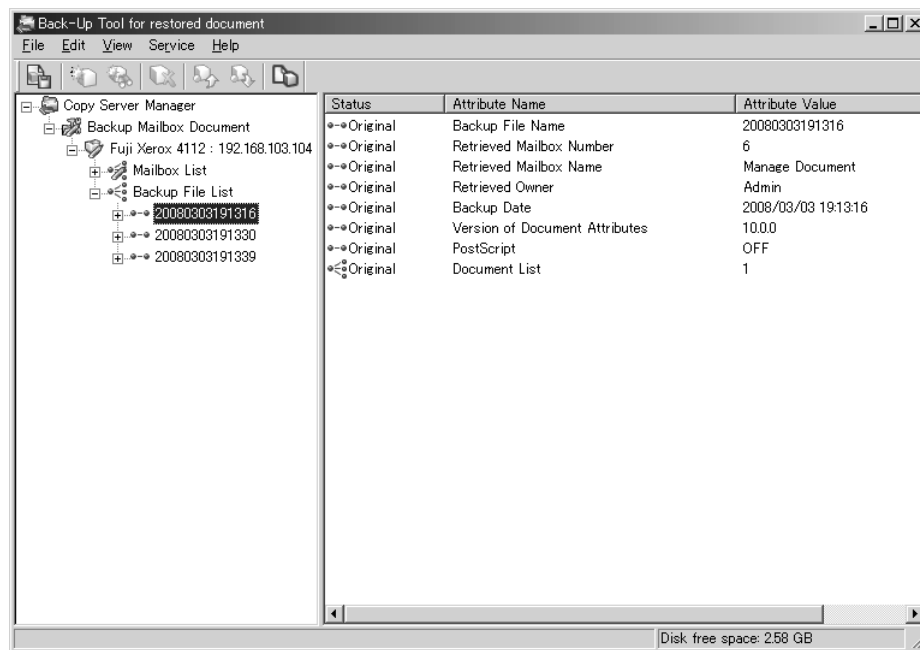 Back-Up Tool for restored document
File Edit View Service Help
Copy Server Manager
Backup Mailbox Document
Fuji Xerox 4112 : 192.168.103.104
Mailbox List
Backup File List
20080303191316
20080303191330
20080303191339
Status Attribute Name Attribute Value
Original Backup File Name 20080303191316
Original Retrieved Mailbox Number 6
Original Retrieved Mailbox Name Manage Document
Original Retrieved Owner Admin
Original Backup Date 2008/03/03 19:13:16
Original Version of Document Attributes 10.0.0
Original PostScript OFF
Original Document List 1
Disk free space: 2.58 GB